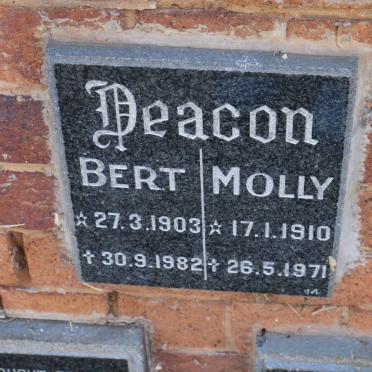 Deacon
BERT MOLLY
☆ 27.3.1903 ☆ 17.1.1910
✝ 30.9.1982 ✝ 26.5.1971